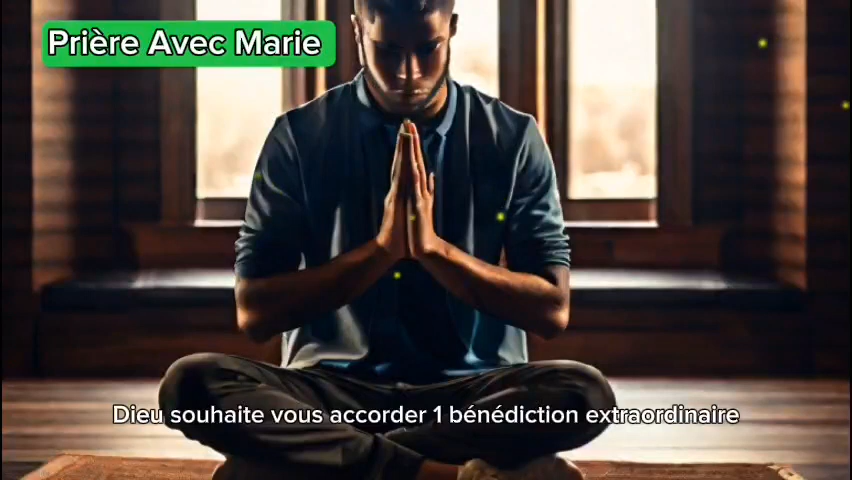 Prière Avec Marie
Dieu souhaite vous accorder 1 bénédiction extraordinaire